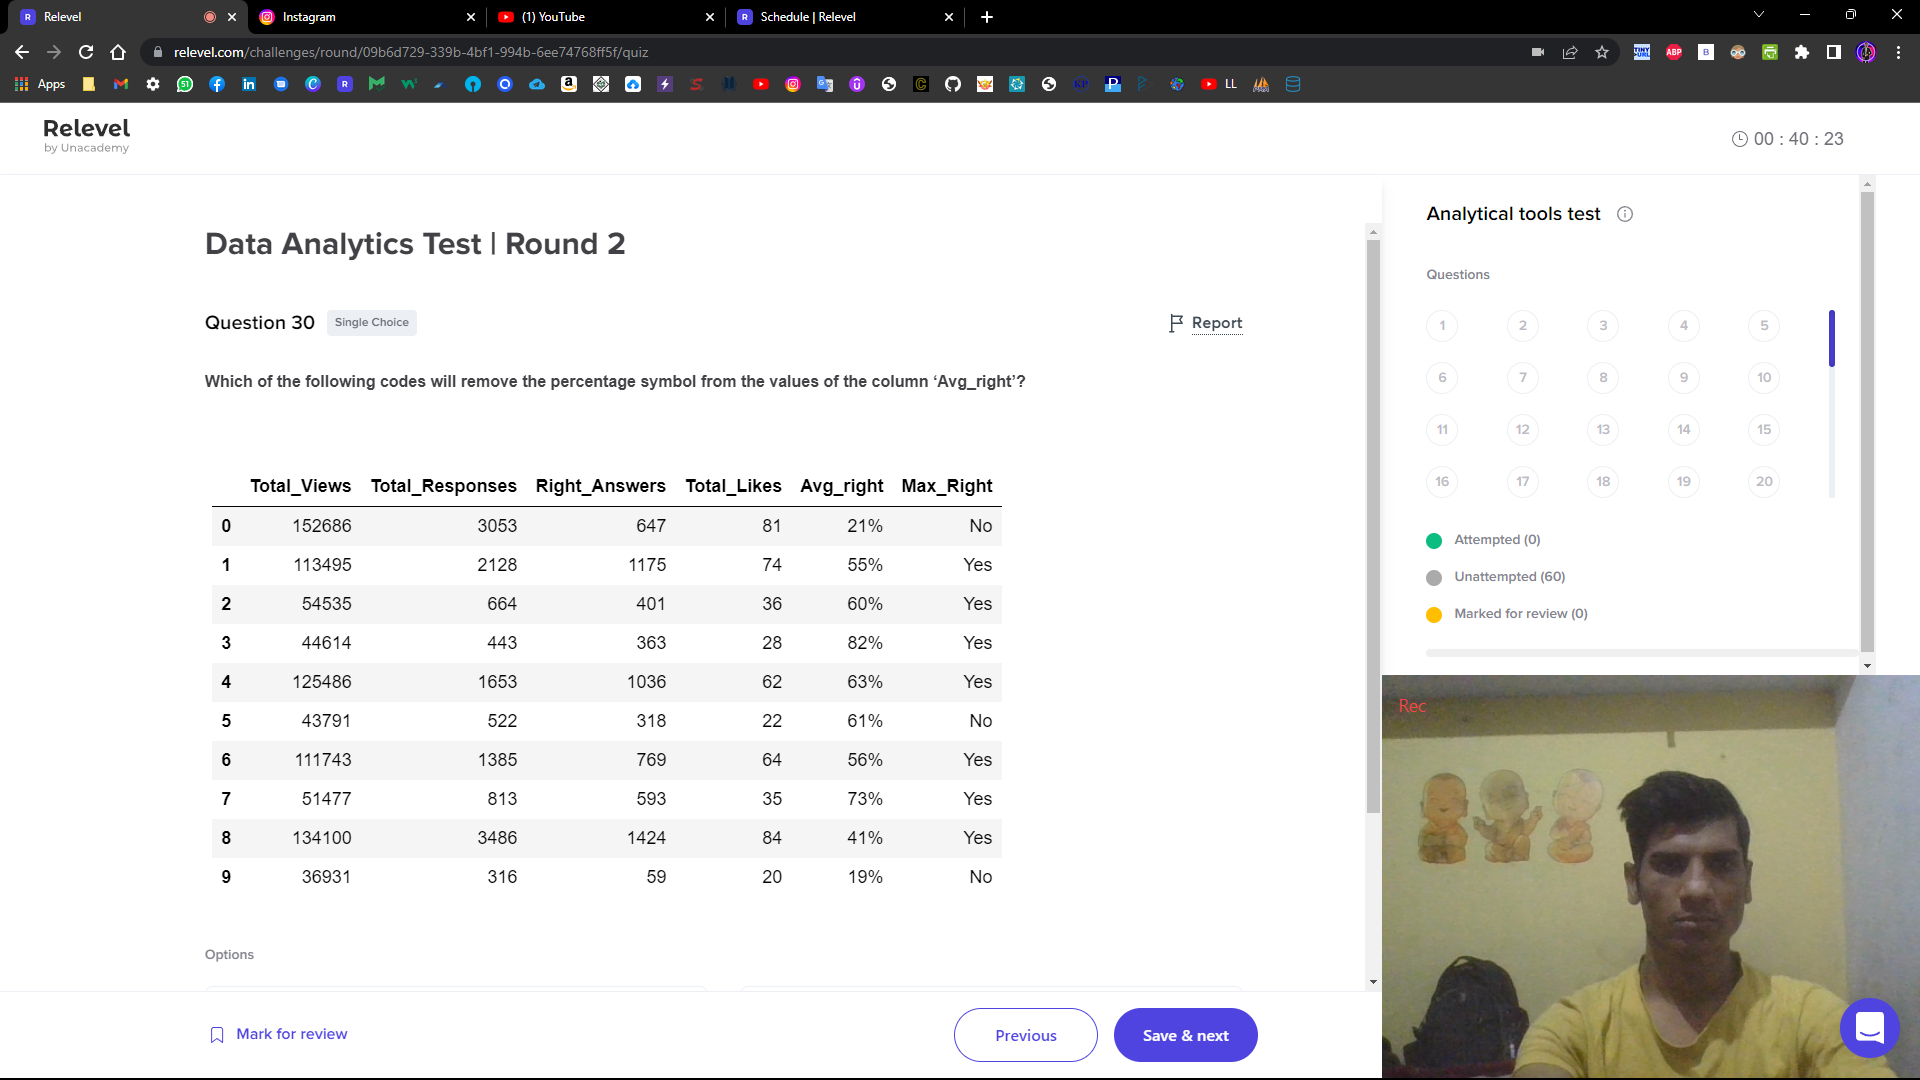 Relevel
Instagram
(1) YouTube
Schedule | Relevel
relevel.com/challenges/round/09b6d729-339b-4bf1-994b-6ee74768ff5f/quiz
Apps
LL
Relevel
by Unacademy
00 : 40 : 23
Data Analytics Test | Round 2
Question 30 Single Choice
Report
Which of the following codes will remove the percentage symbol from the values of the column ‘Avg_right’?
Total_Views Total_Responses Right_Answers Total_Likes Avg_right Max_Right
0 152686 3053 647 81 21% No
1 113495 2128 1175 74 55% Yes
2 54535 664 401 36 60% Yes
3 44614 443 363 28 82% Yes
4 125486 1653 1036 62 63% Yes
5 43791 522 318 22 61% No
6 111743 1385 769 64 56% Yes
7 51477 813 593 35 73% Yes
8 134100 3486 1424 84 41% Yes
9 36931 316 59 20 19% No
Options
Mark for review
Previous
Save & next
Analytical tools test
Questions
1 2 3 4 5
6 7 8 9 10
11 12 13 14 15
16 17 18 19 20
Attempted (0)
Unattempted (60)
Marked for review (0)
Rec